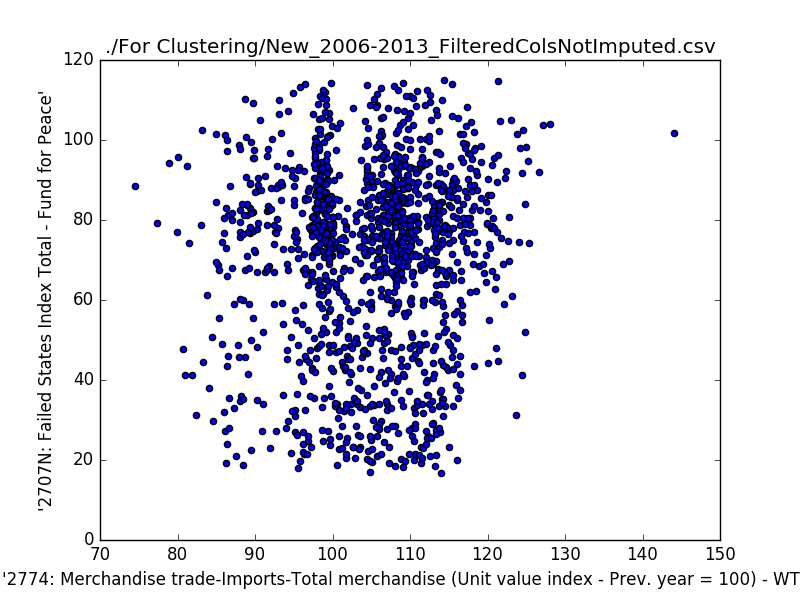 ./For Clustering/New_2006-2013_FilteredColsNotImputed.csv
120
100
80
60
40
20
0
'2707N: Failed States Index Total - Fund for Peace'
70 80 90 100 110 120 130 140 150
'2774: Merchandise trade-Imports-Total merchandise (Unit value index - Prev. year = 100) - WT